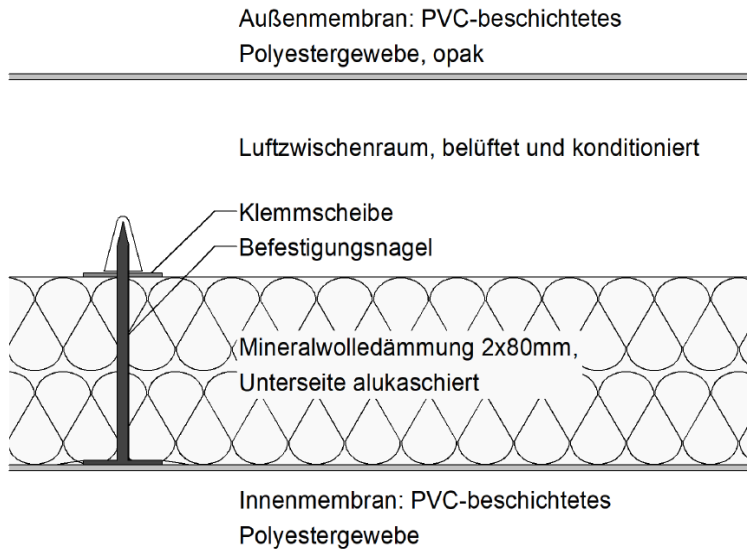 Außenmembran: PVC-beschichtetes
Polyestergewebe, opak
Luftzwischenraum, belüftet und konditioniert
Klemmscheibe
Befestigungsnagel
Mineralwolledämmung 2x80mm,
Unterseite alukaschiert
Innenmembran: PVC-beschichtetes
Polyestergewebe